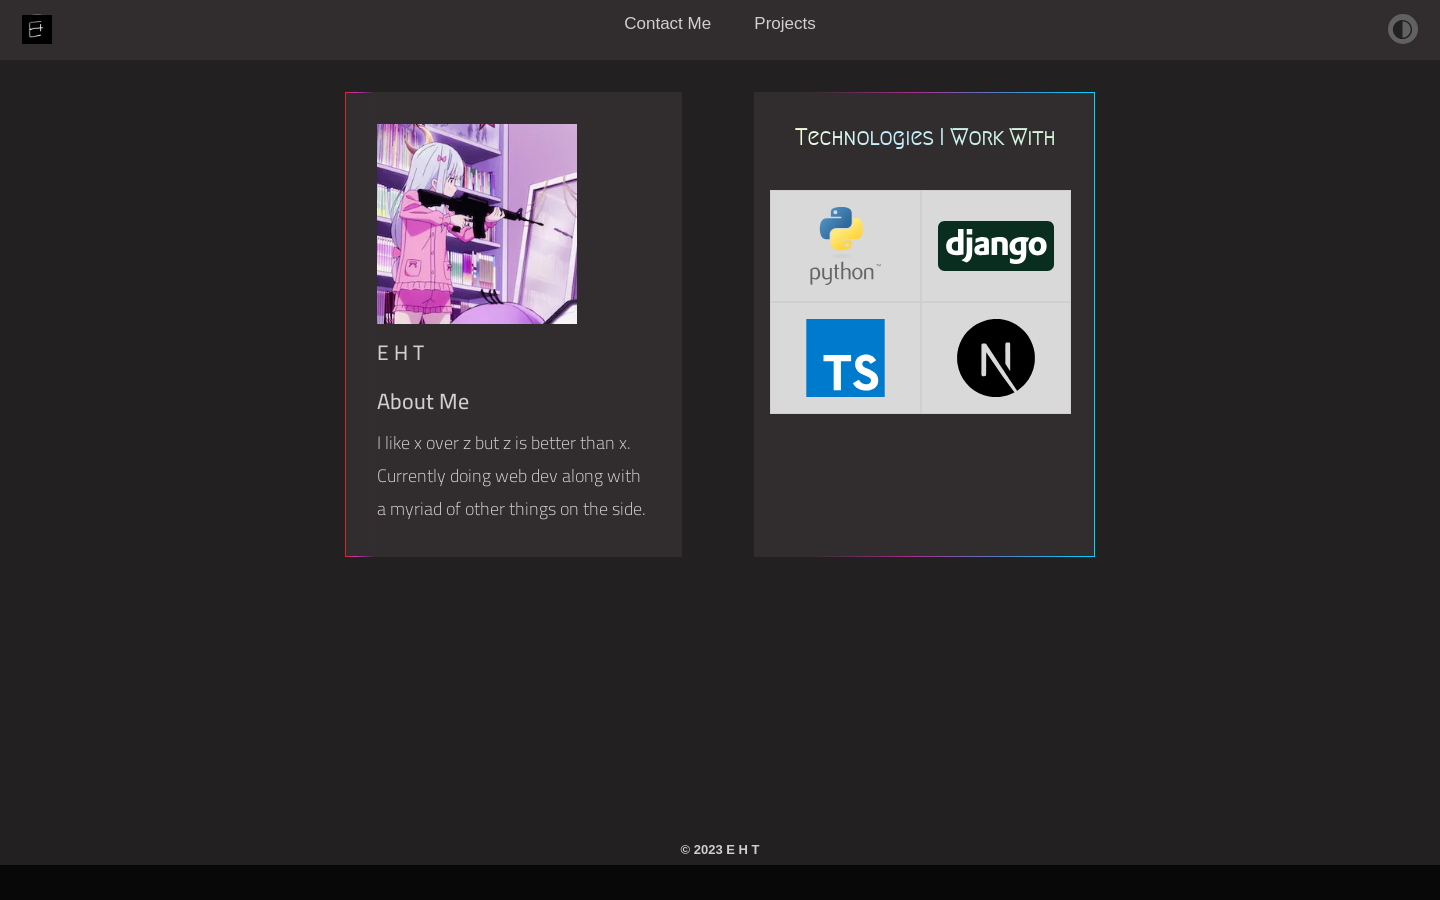 Et
Contact Me
Projects
E H T
About Me
I like x over z but z is better than x.
Currently doing web dev along with
a myriad of other things on the side.
Technologies I Work With
python™
django
TS
N
© 2023 E H T